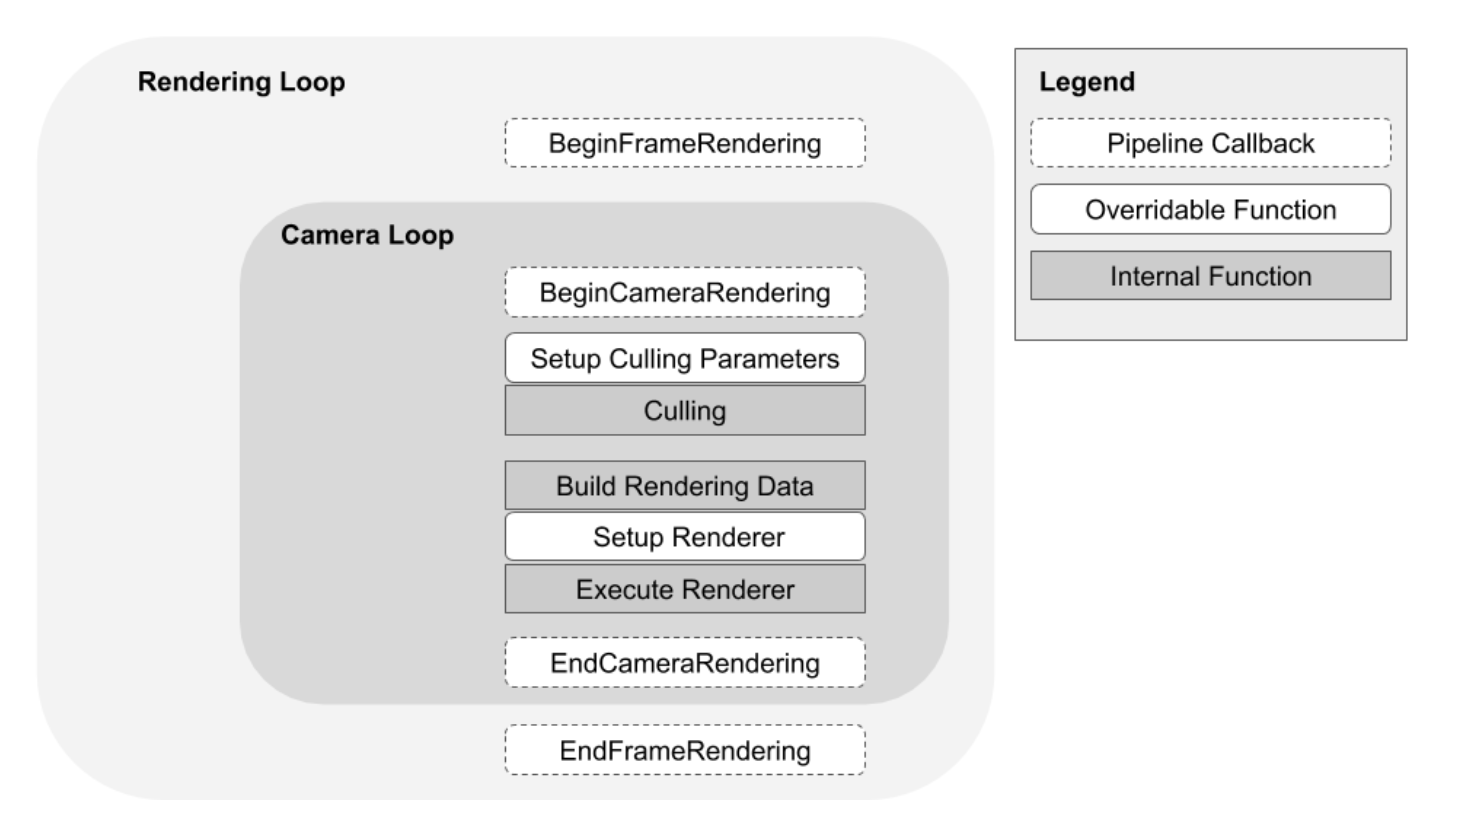 Rendering Loop
BeginFrameRendering
Camera Loop
BeginCameraRendering
Setup Culling Parameters
Culling
Build Rendering Data
Setup Renderer
Execute Renderer
EndCameraRendering
EndFrameRendering
Legend
Pipeline Callback
Overridable Function
Internal Function